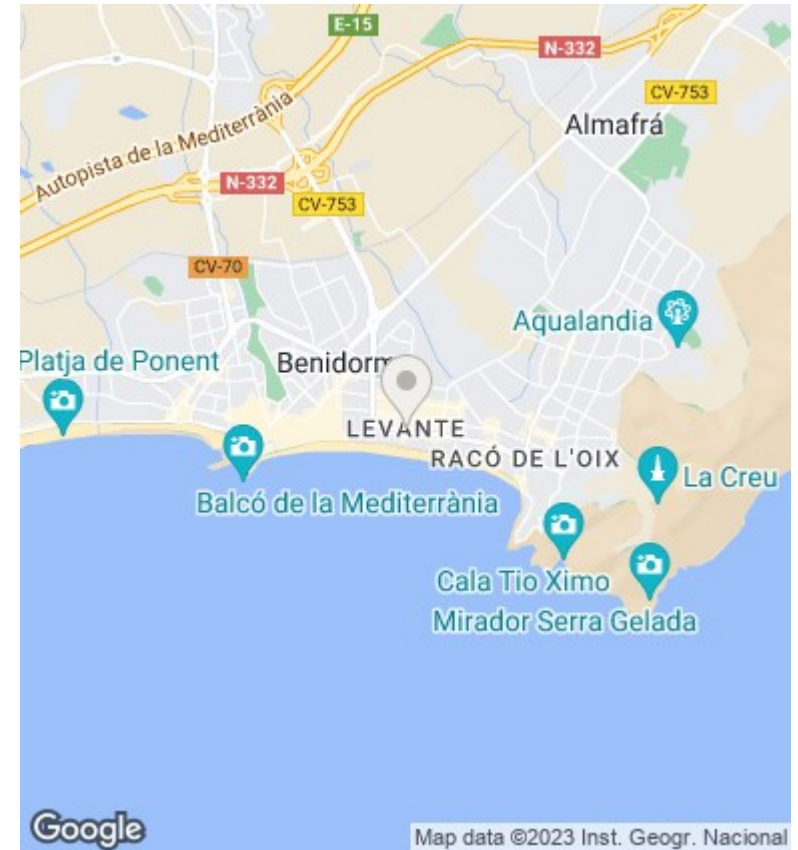 E-15
N-332
CV-753
Almafrá
Autopista de la Mediterrània
N-332
CV-753
CV-70
Aqualandia
Platja de Ponent
Benidorm
LEVANTE
RACÓ DE L'OIX
La Creu
Balcó de la Mediterrània
Cala Tio Ximo
Mirador Serra Gelada
Google
Map data ©2023 Inst. Geogr. Nacional